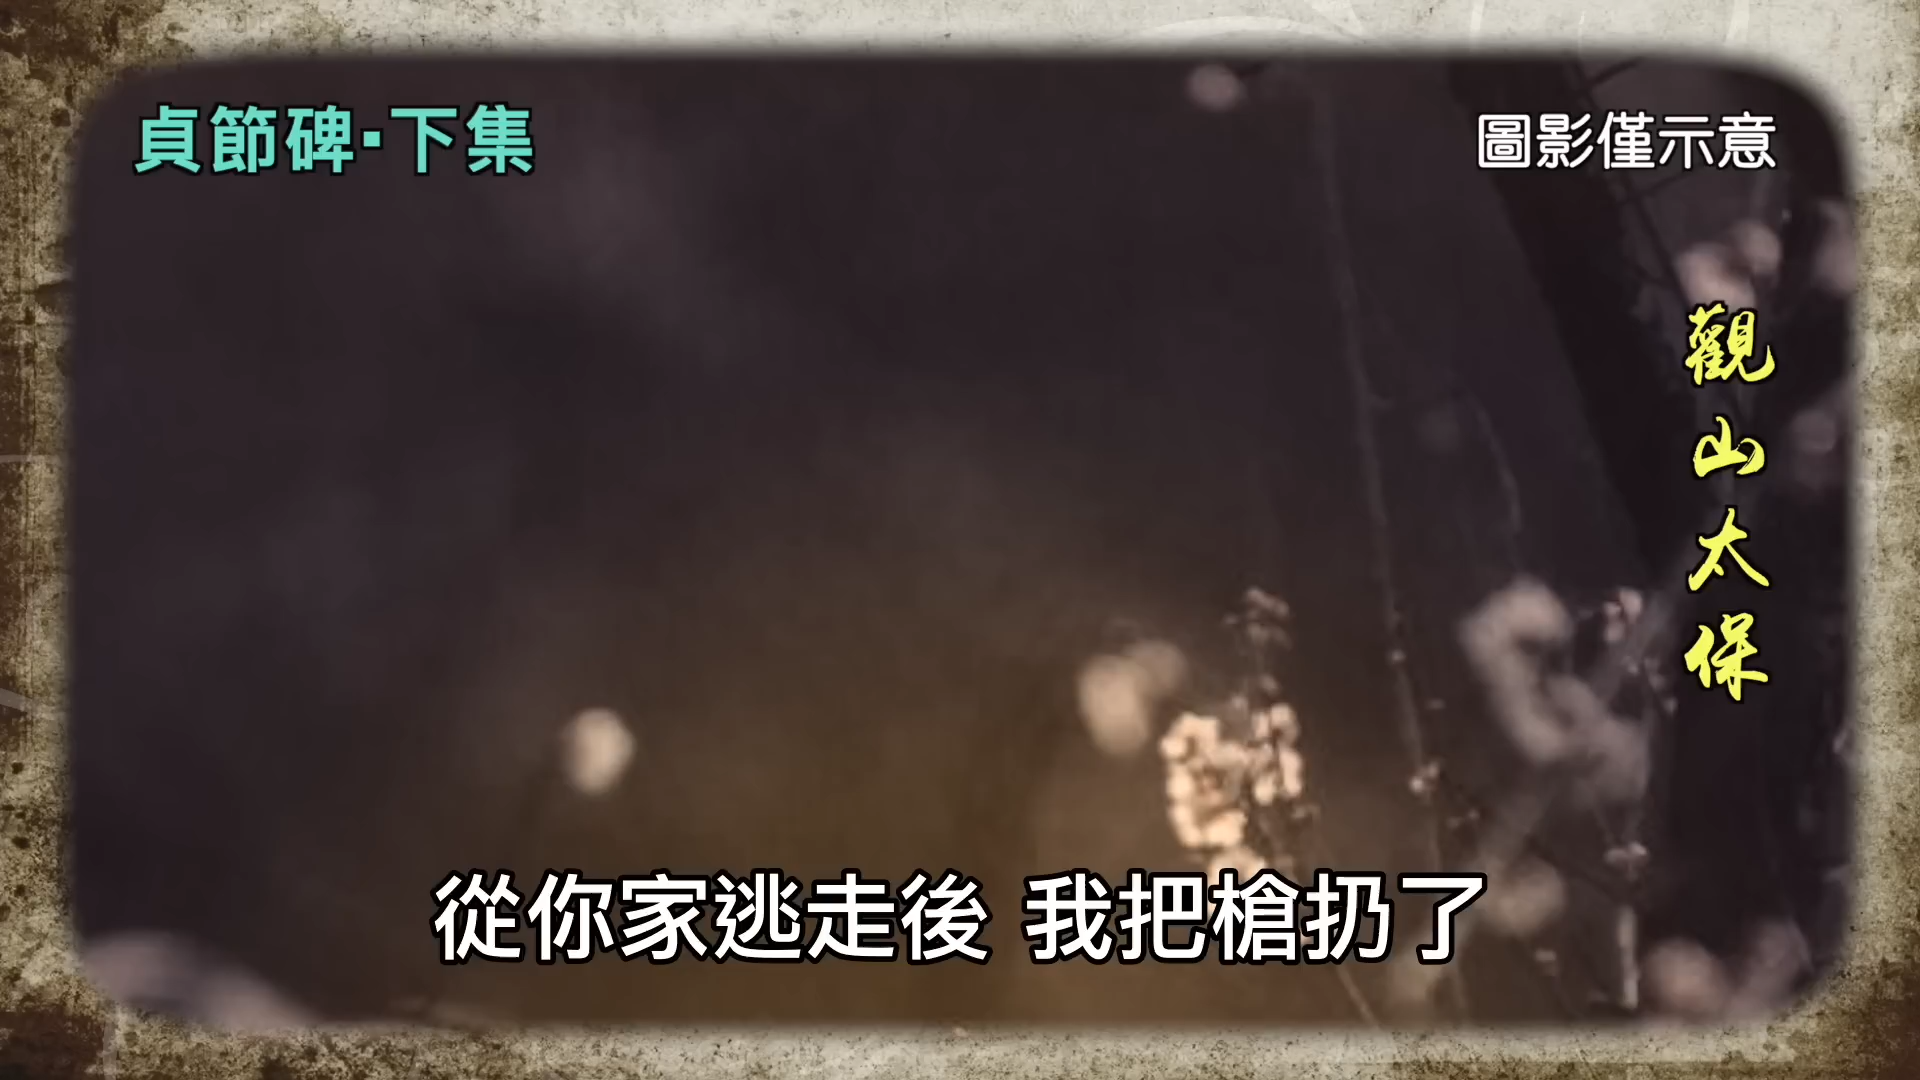 貞節碑·下集
圖影僅示意
觀山太保
從你家逃走後 我把槍扔了